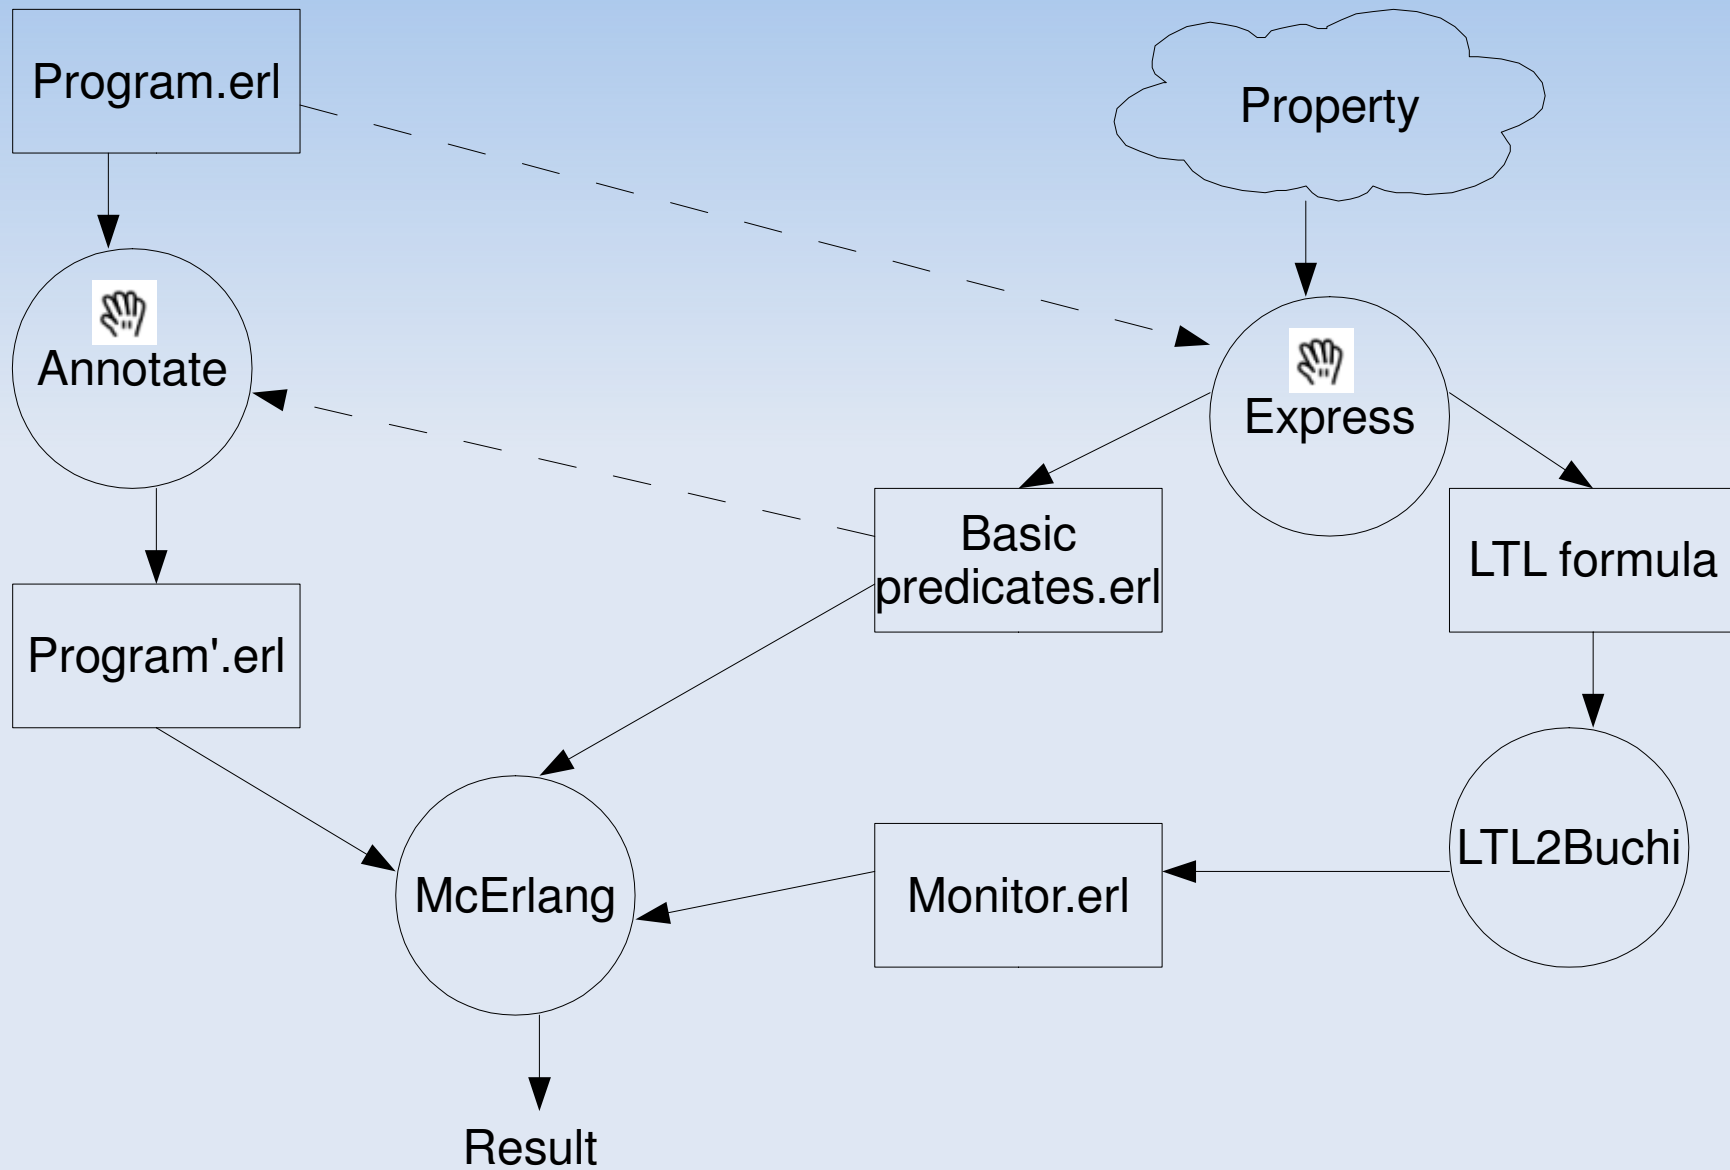 Program.erl
Property
Annotate
Express
Basic
predicates.erl
LTL formula
Program'.erl
McErlang
Monitor.erl
LTL2Buchi
Result